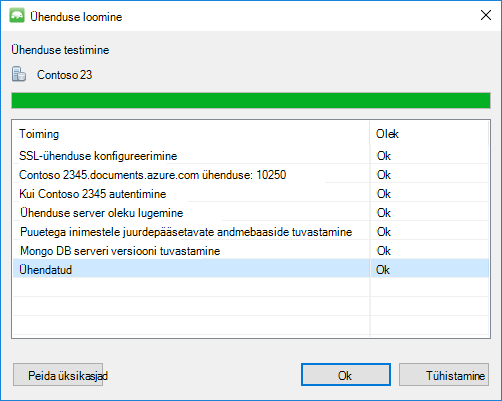 Ühenduse loomine
Ühenduse testimine
Contoso 23
Toiming Olek
SSL-ühenduse konfigureerimine Ok
Contoso 2345.documents.azure.com ühenduse: 10250 Ok
Kui Contoso 2345 autentimine Ok
Ühenduse server oleku lugemine Ok
Puuetega inimestele juurdepääsetavate andmebaaside tuvastamine Ok
Mongo DB serveri versiooni tuvastamine Ok
Ühendatud Ok
Peida üksikasjad Ok Tühistamine